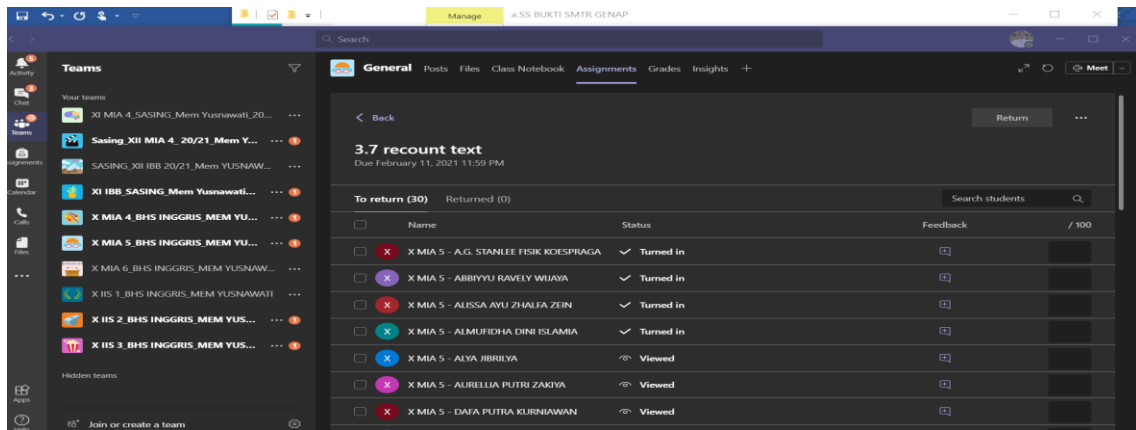 Manage
a.SS BUKTI SMTR GENAP
Search
Activity
Chat
Teams
Assignments
Calendar
Calls
Files
Apps
Help
Teams
Your teams
XI MIA 4_SASING_Mem Yusnawati_20...
Sasing_XII MIA 4_ 20/21_Mem Y...
SASING_XII IBB 20/21_Mem YUSNAW...
XI IBB_SASING_Mem Yusnawati...
X MIA 4_BHS INGGRIS_MEM YU...
X MIA 5_BHS INGGRIS_MEM YU...
X MIA 6_BHS INGGRIS_MEM YUSNAW...
X IIS 1_BHS INGGRIS_MEM YUSNAWATI
X IIS 2_BHS INGGRIS_MEM YUS...
X IIS 3_BHS INGGRIS_MEM YUS...
Hidden teams
Join or create a team
General Posts Files Class Notebook Assignments Grades Insights
Meet
Back
Return
3.7 recount text
Due February 11, 2021 11:59 PM
To return (30) Returned (0) Search students
Name Status Feedback / 100
X X MIA 5 - A.G. STANLEE FISIK KOESPRAGA Turned in
X X MIA 5 - ABBIYYU RAVELY WIJAYA Turned in
X X MIA 5 - ALISSA AYU ZHALFA ZEIN Turned in
X X MIA 5 - ALMUFIDHA DINI ISLAMIA Turned in
X X MIA 5 - ALYA JIBRILYA Viewed
X X MIA 5 - AURELLIA PUTRI ZAKIYA Viewed
X X MIA 5 - DAFA PUTRA KURNIAWAN Viewed